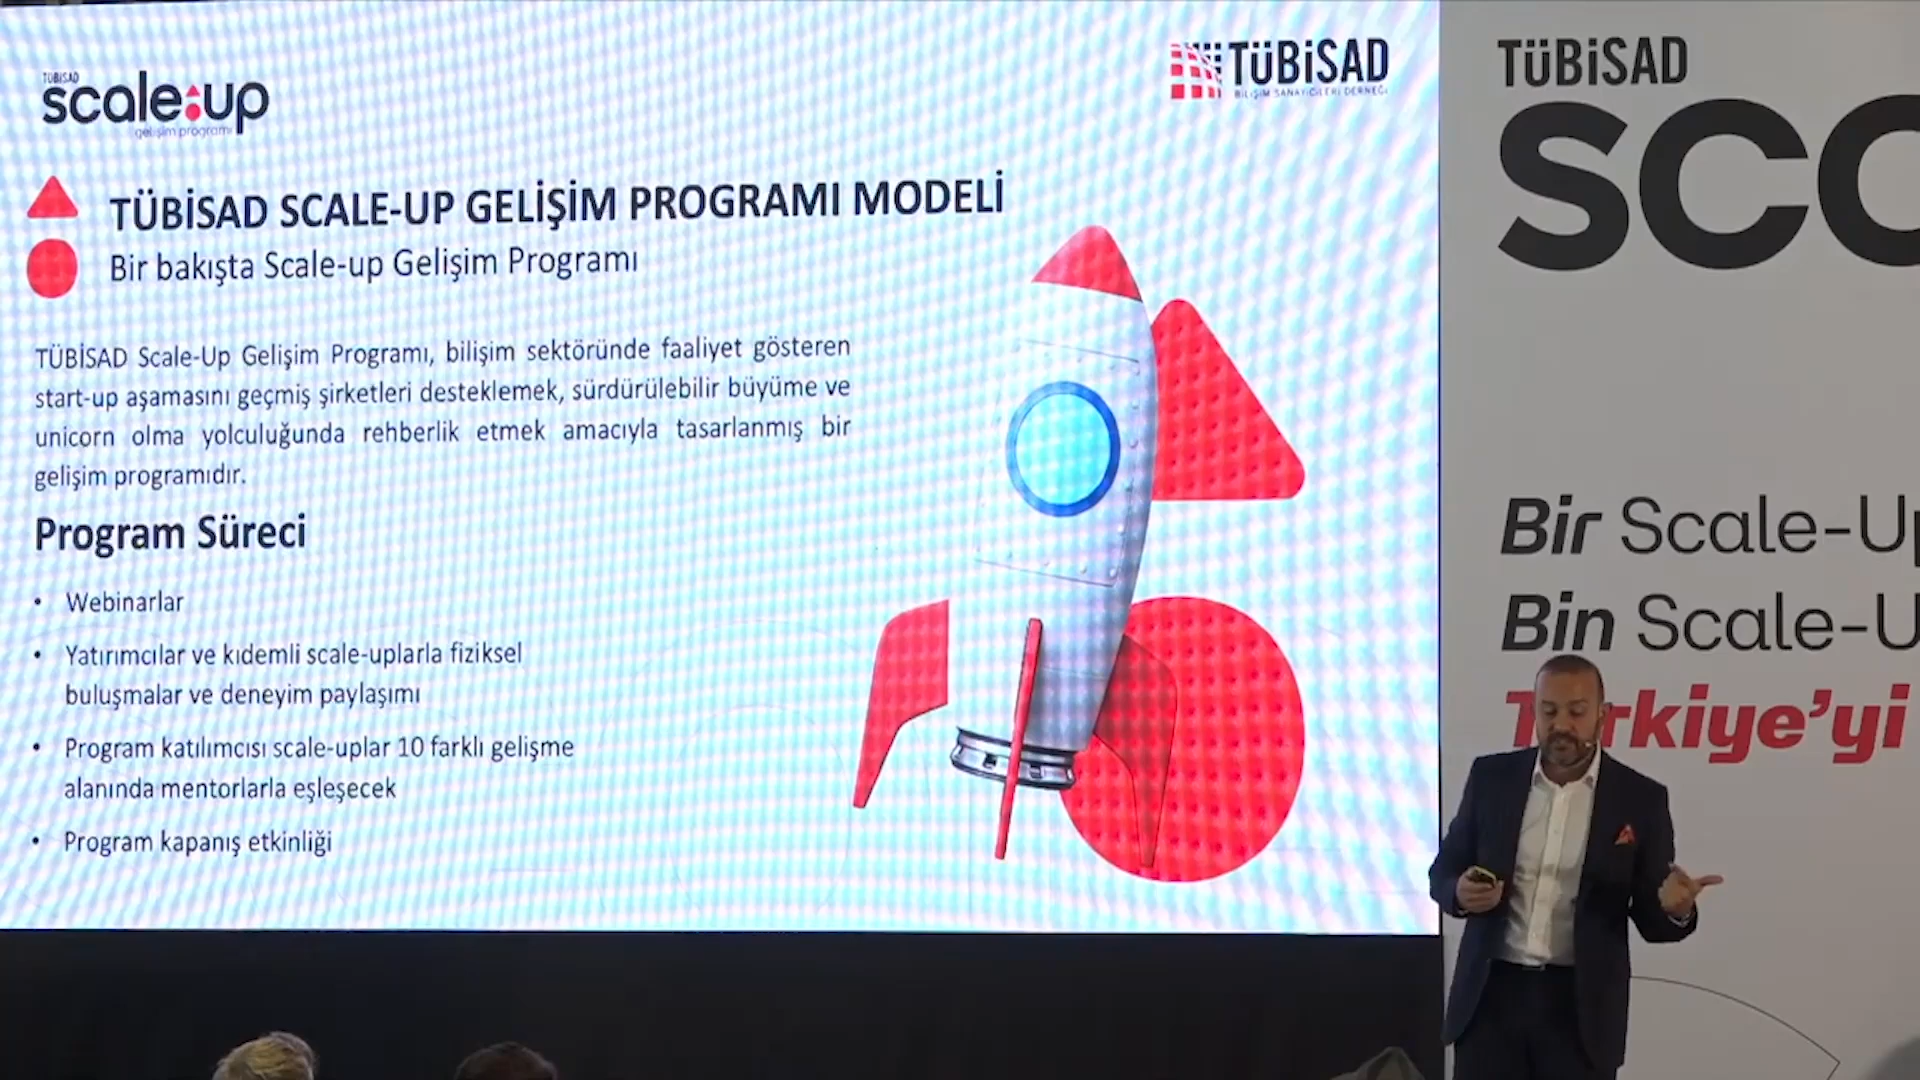 TÜBİSAD
scale:up
gelişim programı
TÜBİSAD
BİLİŞİM SANAYİCİLERİ DERNEĞİ
TÜBİSAD SCALE-UP GELİŞİM PROGRAMI MODELİ
Bir bakışta Scale-up Gelişim Programı
TÜBİSAD Scale-Up Gelişim Programı, bilişim sektöründe faaliyet gösteren
start-up aşamasını geçmiş şirketleri desteklemek, sürdürülebilir büyüme ve
unicorn olma yolculuğunda rehberlik etmek amacıyla tasarlanmış bir
gelişim programıdır.
Program Süreci
• Webinarlar
• Yatırımcılar ve kıdemli scale-uplarla fiziksel
buluşmalar ve deneyim paylaşımı
• Program katılımcısı scale-uplar 10 farklı gelişme
alanında mentorlarla eşleşecek
• Program kapanış etkinliği
TÜBİSAD
sca
Bir Scale-Up
Bin Scale-U
Türkiye'yi